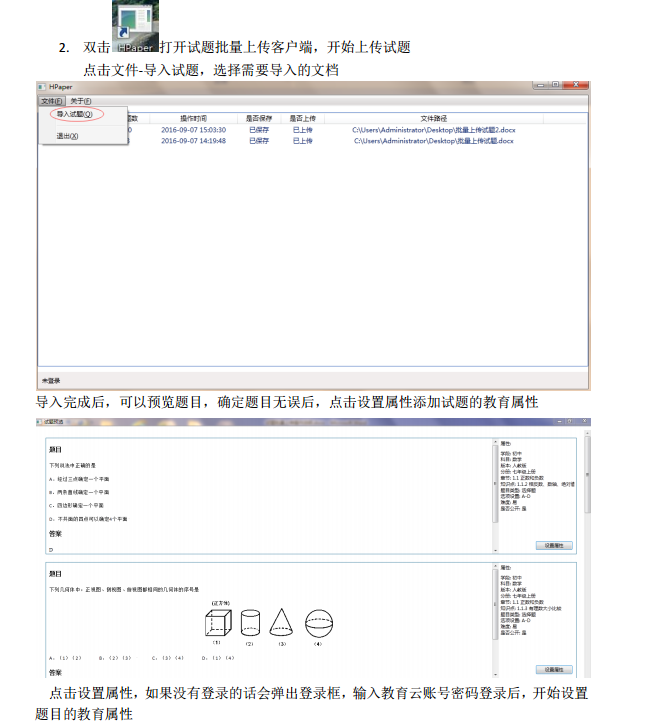 2. 双击 HPaper 打开试题批量上传客户端，开始上传试题
点击文件-导入试题，选择需要导入的文档
HPaper
文件(F) 关于(F)
导入试题(O)
退出(X)
题数 操作时间 是否保存 是否上传 文件路径
0 2016-09-07 15:03:30 已保存 已上传 C:\Users\Administrator\Desktop\批量上传试题2.docx
2016-09-07 14:19:48 已保存 已上传 C:\Users\Administrator\Desktop\批量上传试题.docx
未登录
导入完成后，可以预览题目，确定题目无误后，点击设置属性添加试题的教育属性
试题预览
题目
下列说法中正确的是
A、经过三点确定一个平面
B、两条直线确定一个平面
C、四边形确定一个平面
D、不共面的四点可以确定4个平面
答案
D
属性:
学段: 初中
科目: 数学
版本: 人教版
分册: 七年级上册
章节: 1.1 正数和负数
知识点: 1.1.2 相反数、数轴、绝对值
题目类型: 选择题
选项设置: A-D
难度: 易
是否公开: 是
设置属性
题目
下列几何体中，正视图、侧视图、俯视图都相同的几何体的序号是
(正方体)
(1) (2) (3) (4)
A、(1)(2) B、(2)(3) C、(3)(4) D、(1)(4)
答案
属性:
学段: 初中
科目: 数学
版本: 人教版
分册: 七年级上册
章节: 1.1 正数和负数
知识点: 1.1.3 有理数大小比较
题目类型: 选择题
选项设置: A-D
难度: 易
是否公开: 是
设置属性
点击设置属性，如果没有登录的话会弹出登录框，输入教育云账号密码登录后，开始设置
题目的教育属性